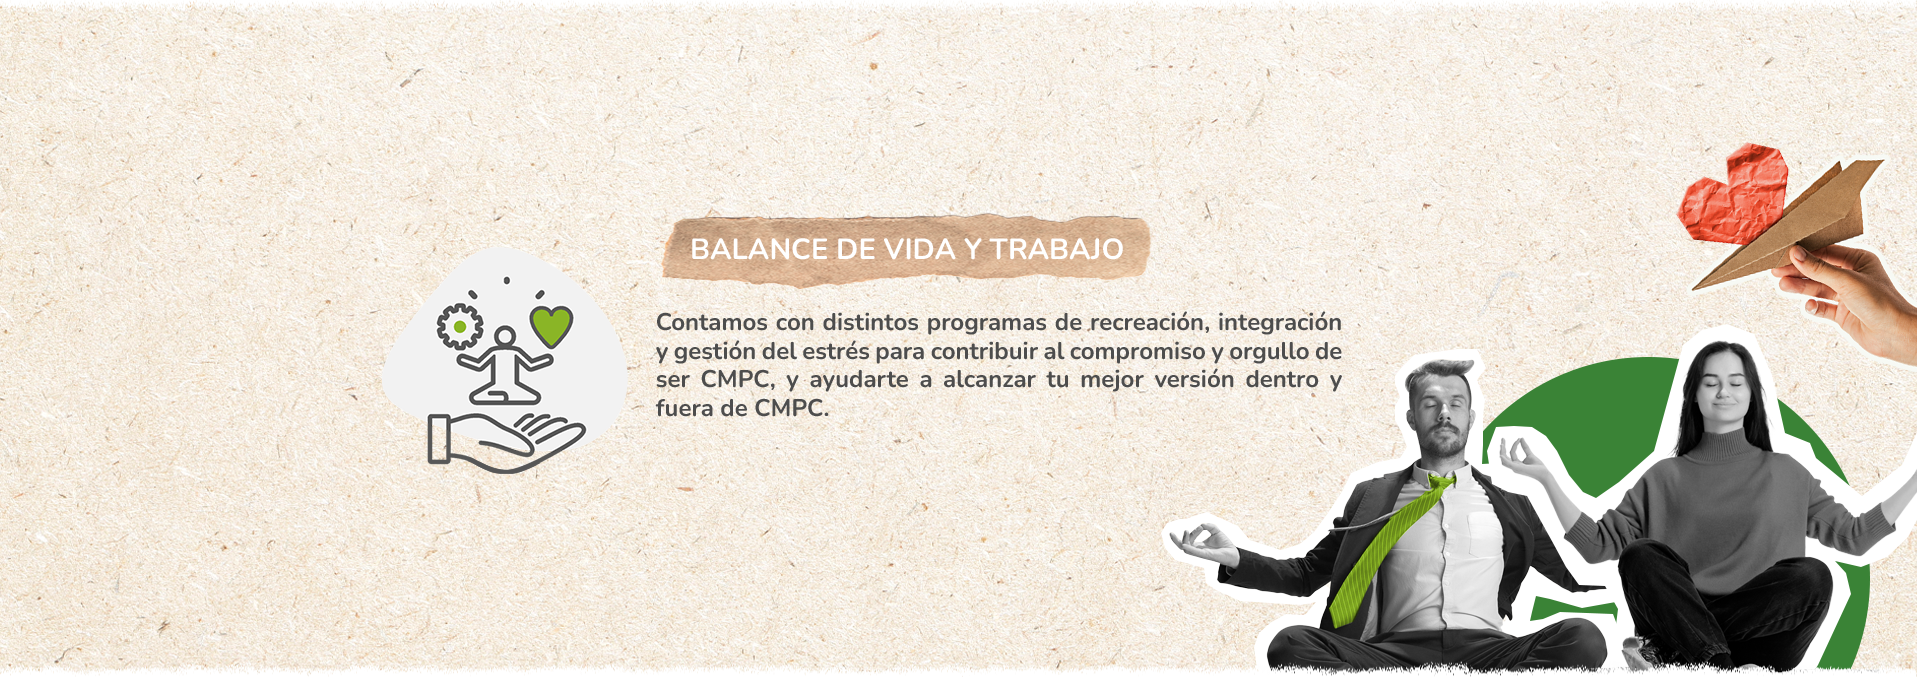 BALANCE DE VIDA Y TRABAJO
Contamos con distintos programas de recreación, integración
y gestión del estrés para contribuir al compromiso y orgullo de
ser CMPC, y ayudarte a alcanzar tu mejor versión dentro y
fuera de CMPC.